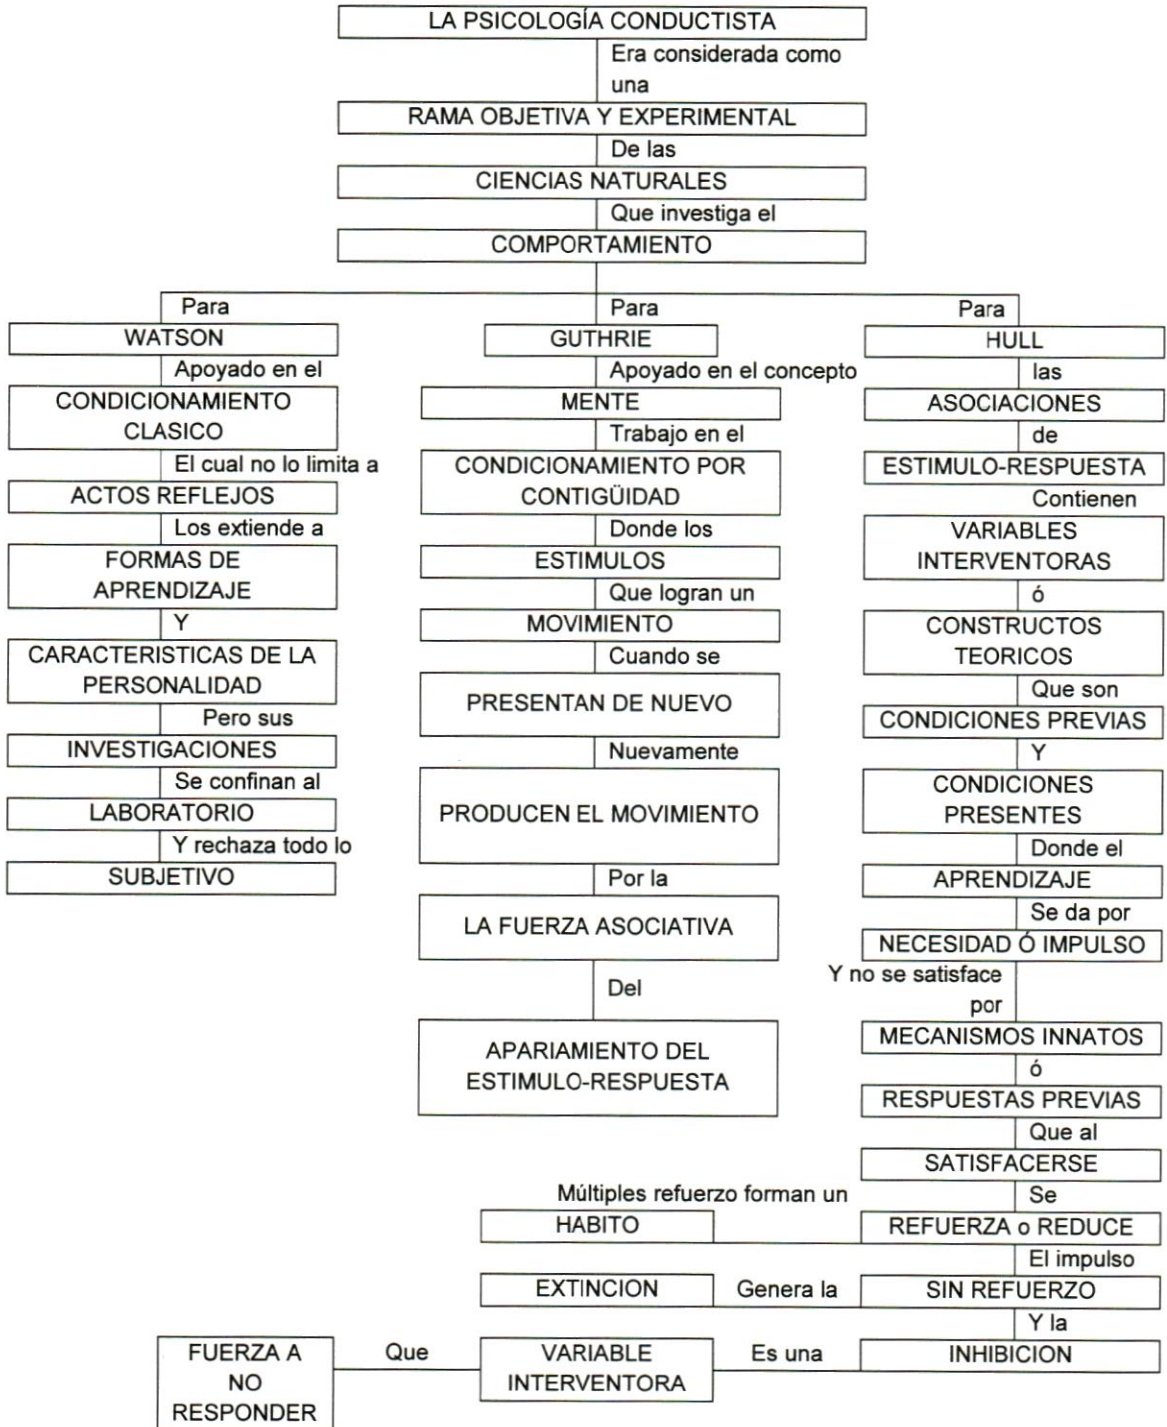 LA PSICOLOGÍA CONDUCTISTA
Era considerada como
una
RAMA OBJETIVA Y EXPERIMENTAL
De las
CIENCIAS NATURALES
Que investiga el
COMPORTAMIENTO
Para
WATSON
Apoyado en el
CONDICIONAMIENTO
CLASICO
El cual no lo limita a
ACTOS REFLEJOS
Los extiende a
FORMAS DE
APRENDIZAJE
Y
CARACTERISTICAS DE LA
PERSONALIDAD
Pero sus
INVESTIGACIONES
Se confinan al
LABORATORIO
Y rechaza todo lo
SUBJETIVO
Para
GUTHRIE
Apoyado en el concepto
MENTE
Trabajo en el
CONDICIONAMIENTO POR
CONTIGÜIDAD
Donde los
ESTIMULOS
Que logran un
MOVIMIENTO
Cuando se
PRESENTAN DE NUEVO
Nuevamente
PRODUCEN EL MOVIMIENTO
Por la
LA FUERZA ASOCIATIVA
Del
APARIAMIENTO DEL
ESTIMULO-RESPUESTA
Para
HULL
las
ASOCIACIONES
de
ESTIMULO-RESPUESTA
Contienen
VARIABLES
INTERVENTORAS
ó
CONSTRUCTOS
TEORICOS
Que son
CONDICIONES PREVIAS
Y
CONDICIONES
PRESENTES
Donde el
APRENDIZAJE
Se da por
NECESIDAD Ó IMPULSO
Y no se satisface
por
MECANISMOS INNATOS
ó
RESPUESTAS PREVIAS
Que al
SATISFACERSE
Se
REFUERZA o REDUCE
Múltiples refuerzo forman un
HABITO
El impulso
SIN REFUERZO
Genera la
EXTINCION
Y la
INHIBICION
Es una
VARIABLE
INTERVENTORA
Que
FUERZA A
NO
RESPONDER